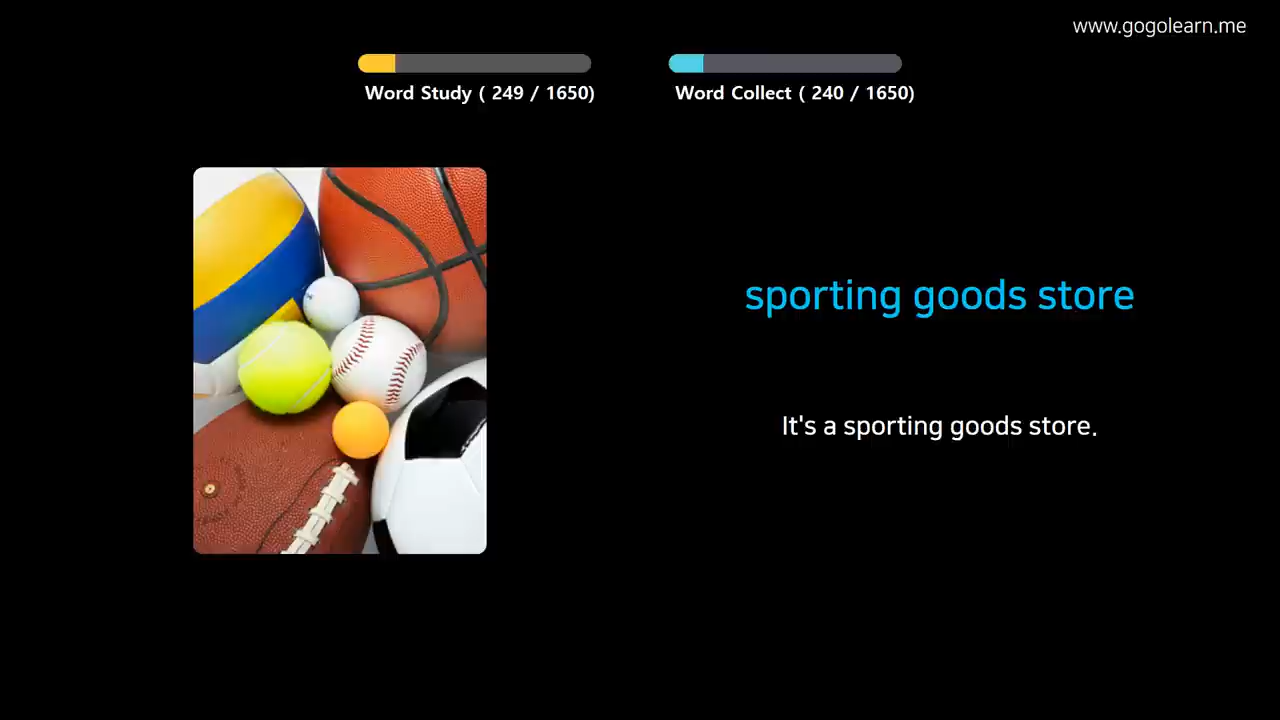 www.gogolearn.me
Word Study ( 249 / 1650)
Word Collect ( 240 / 1650)
sporting goods store
It's a sporting goods store.